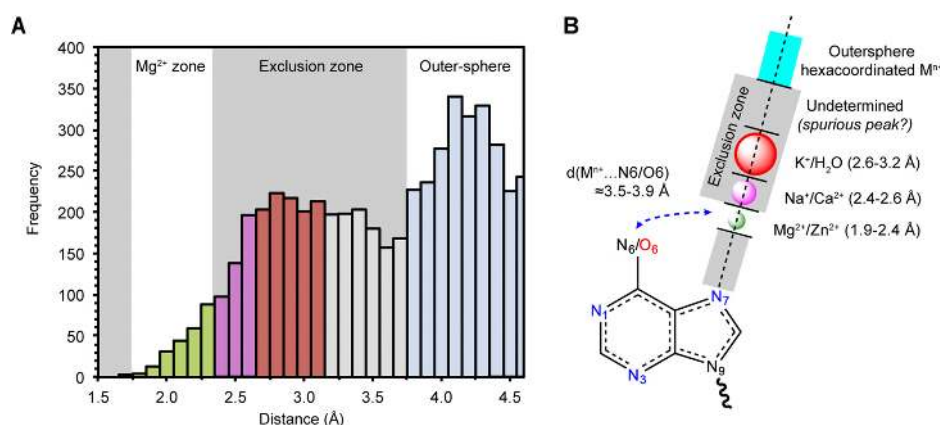 A
B
400
350
300
250
200
150
100
50
0
Frequency
Mg²⁺ zone
Exclusion zone
Outer-sphere
1.5
2.0
2.5
3.0
3.5
4.0
4.5
Distance (Å)
Outersphere
hexacoordinated Mⁿ⁺
Undetermined
(spurious peak?)
Exclusion zone
K⁺/H₂O (2.6-3.2 Å)
d(Mⁿ⁺...N6/O6)
≈3.5-3.9 Å
Na⁺/Ca²⁺ (2.4-2.6 Å)
Mg²⁺/Zn²⁺ (1.9-2.4 Å)
N₆/O₆
N₁
N₇
N₃
N₉